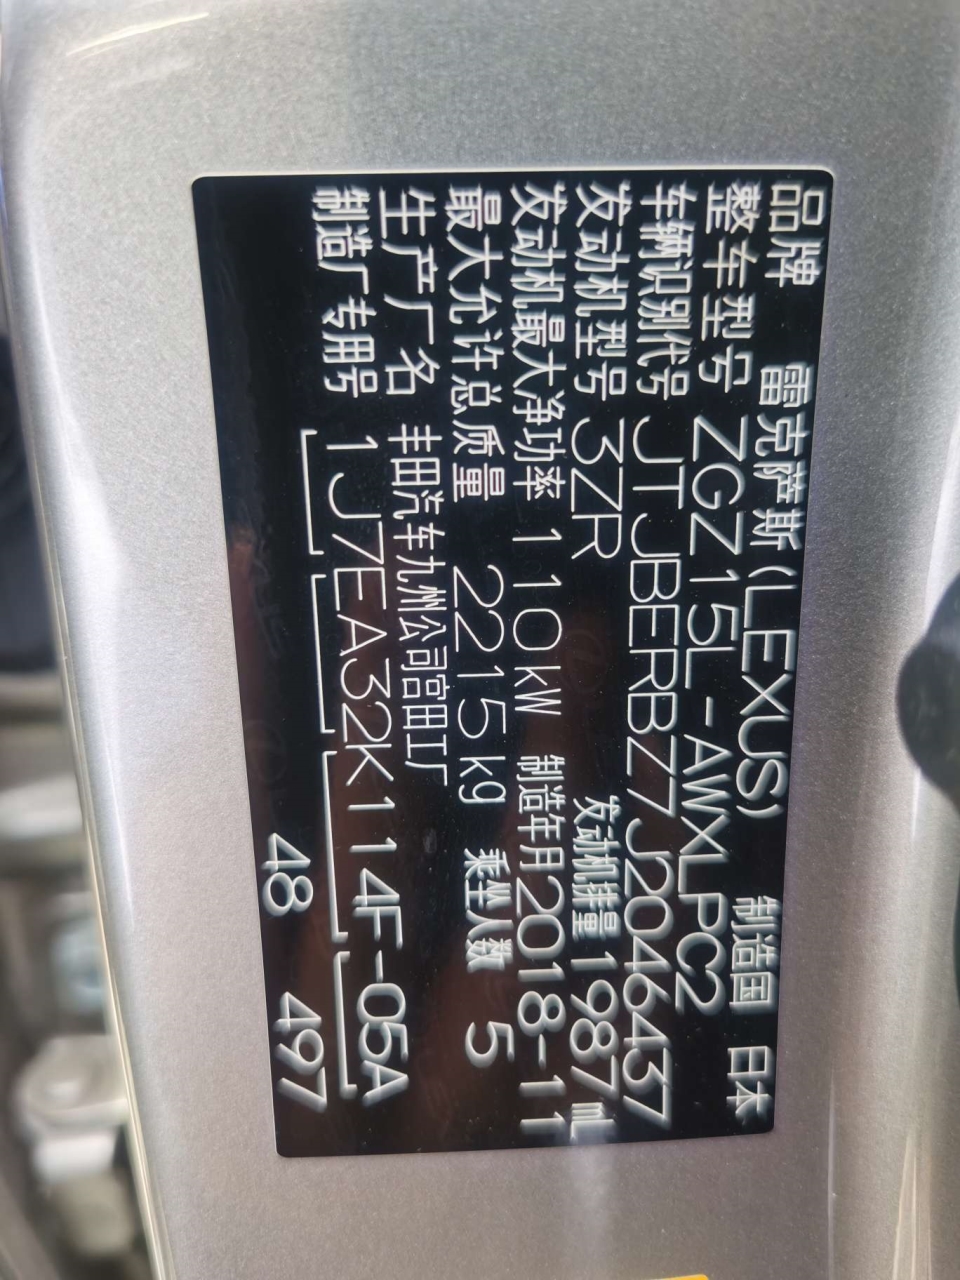 品牌 雷克萨斯(LEXUS) 制造国 日本
整车型号 ZGZ15L-AWXLPC2
车辆识别代号 JTJBERBZ7J2046437
发动机型号 3ZR 发动机排量 1987mL
发动机最大净功率 110kW 制造年月 2018-11
最大允许总质量 2215kg 乘坐人数 5
生产厂名 丰田汽车九州公司宫田工厂
制造厂专用号 1J7EA32K114F-05A
48 497